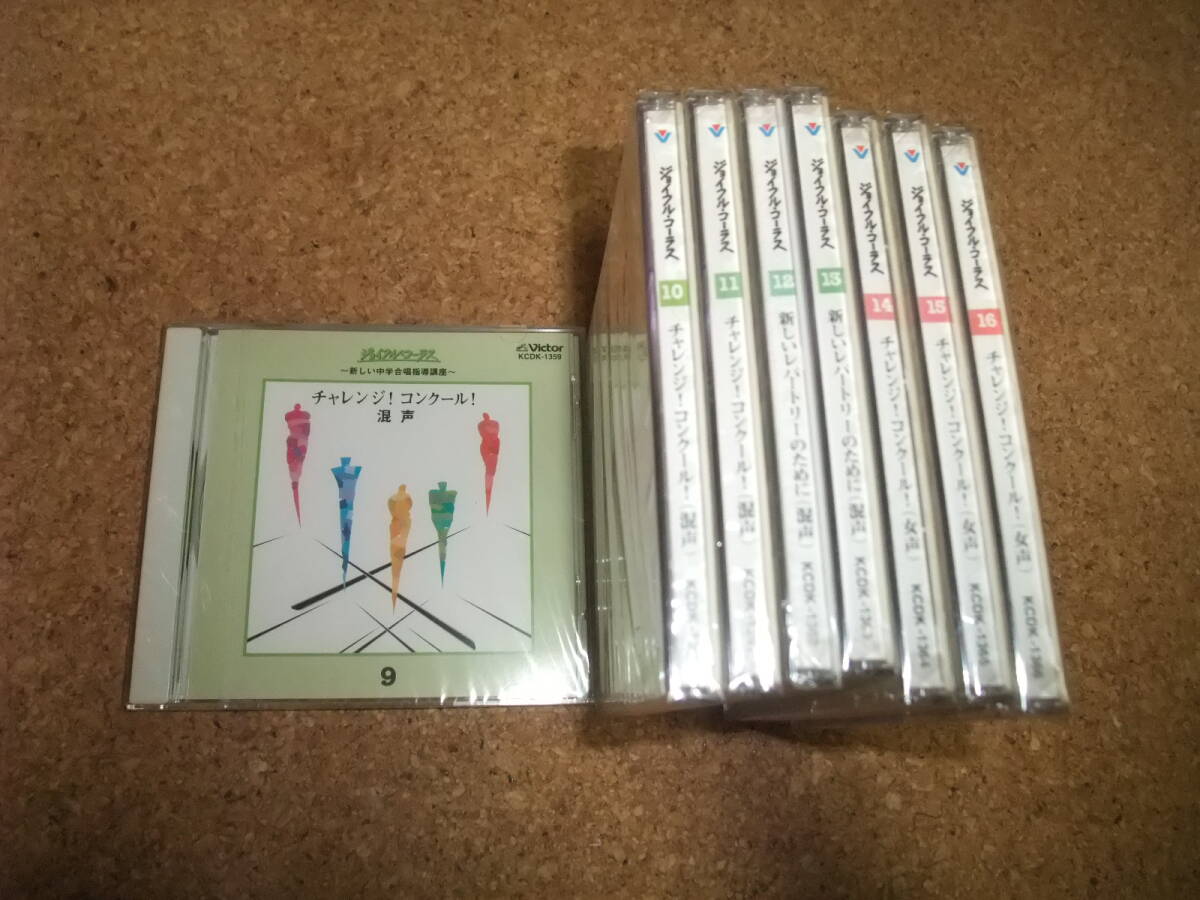 ジョイフル・コーラス
Victor
KCDK-1359
～新しい中学合唱指導講座～
チャレンジ! コンクール!
混声
9
ジョイフル・コーラス 10 チャレンジ! コンクール! (混声) KCDK-
ジョイフル・コーラス 11 チャレンジ! コンクール! (混声) KCDK-
ジョイフル・コーラス 12 新しいレパートリーのために (混声) KCDK-
ジョイフル・コーラス 13 新しいレパートリーのために (混声) KCDK-
ジョイフル・コーラス 14 チャレンジ! コンクール! (女声) KCDK-1364
ジョイフル・コーラス 15 チャレンジ! コンクール! (女声) KCDK-1365
ジョイフル・コーラス 16 チャレンジ! コンクール! (女声) KCDK-1366